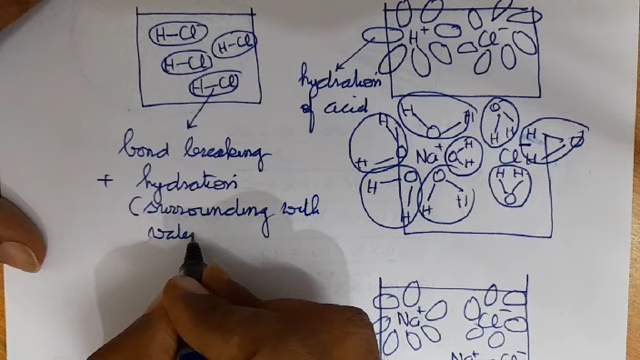 H-Cl
H-Cl
H-Cl
H-Cl
bond breaking
+ hydration
(surrounding with
wate
H⁺ Cl⁻
hydration
of acid
H H O H H
H O Na⁺ O H H Cl⁻ H H O
H O H O H H H O
Na⁺ Cl⁻
Na⁺ Cl⁻